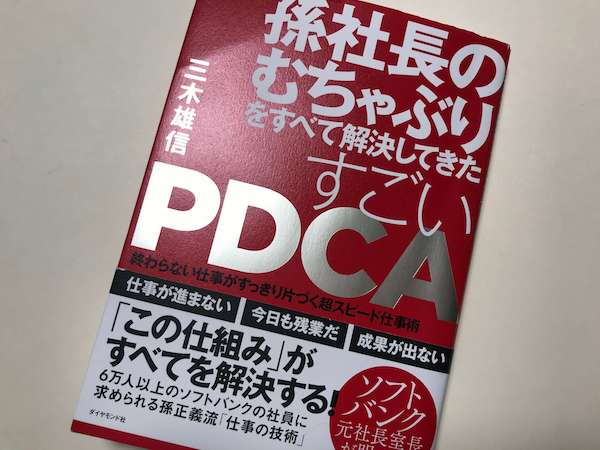 孫社長の
むちゃぶり
をすべて解決してきた
すごい
PDCA
三木雄信
終わらない仕事がすっきり片づく超スピード仕事術
仕事が進まない
今日も残業だ
成果が出ない
「この仕組み」が
すべてを解決する!
6万人以上のソフトバンクの社員に
求められる孫正義流「仕事の技術」
ダイヤモンド社
ソフト
バンク
元社長室長
が